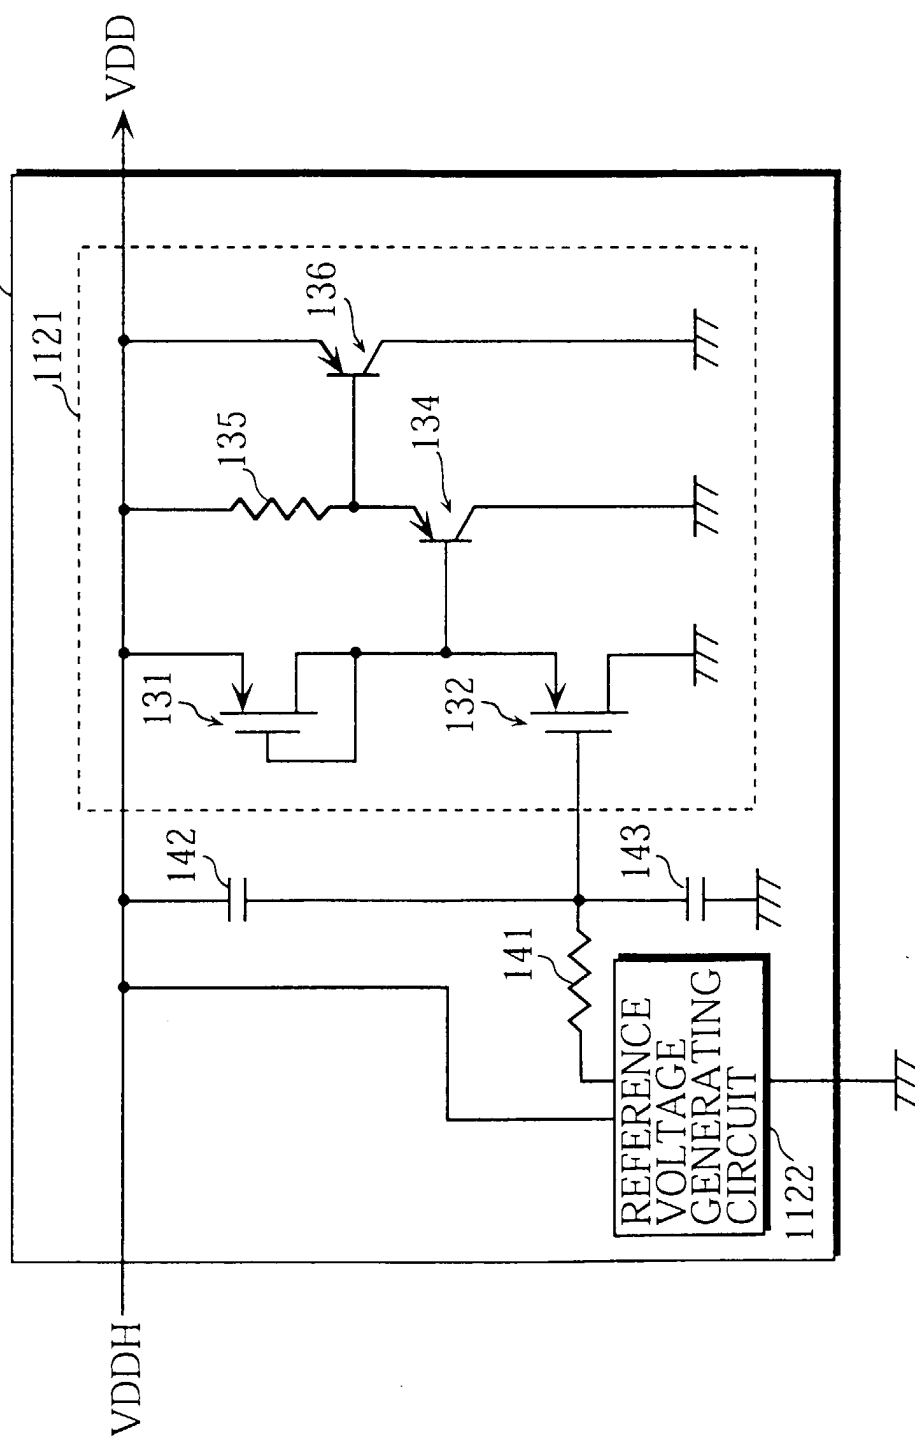 VDDH
VDD
1121
131
132
135
134
136
142
143
141
REFERENCE
VOLTAGE
GENERATING
CIRCUIT
1122